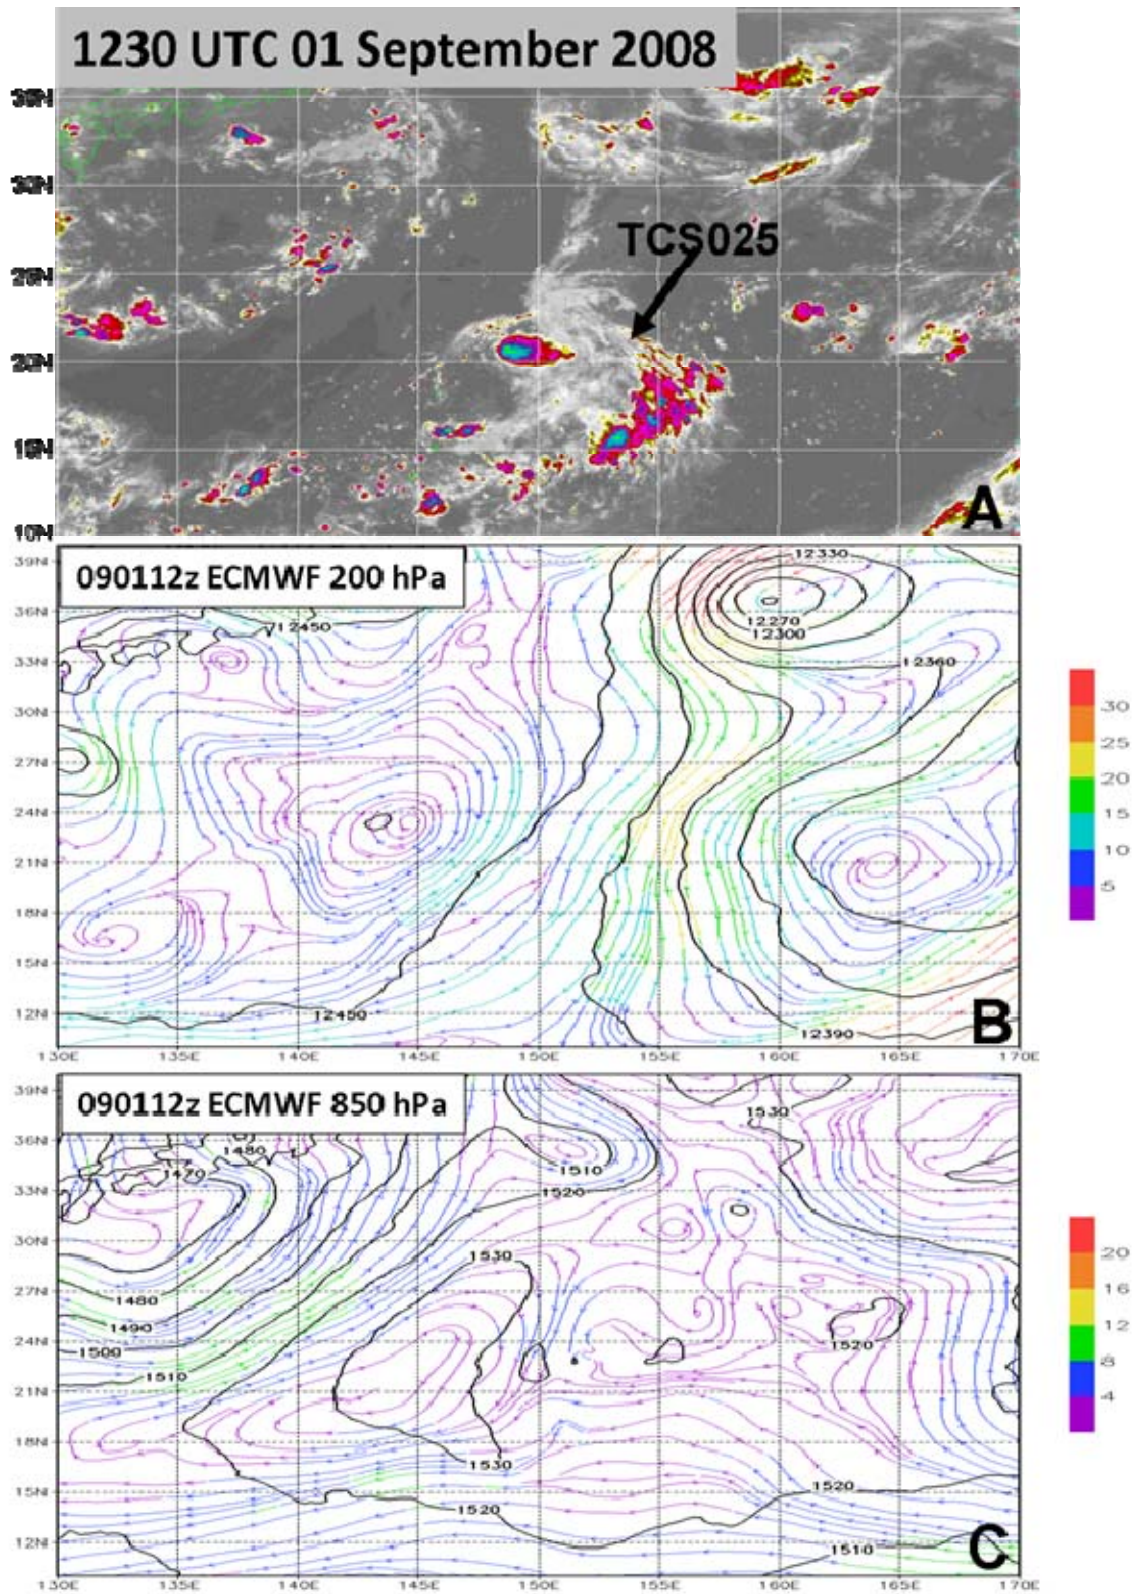 1230 UTC 01 September 2008
35N
30N
TCS025
25N
20N
15N
10N
A
090112z ECMWF 200 hPa
39N
12330
36N
12450
12270
12300
33N
12360
30N
30
27N
25
24N
20
21N
15
18N
10
15N
5
12N
12450
12390
B
130E 135E 140E 145E 150E 155E 160E 165E 170E
090112z ECMWF 850 hPa
39N
1530
36N
1480
1470
1510
33N
1520
30N
1530
20
27N
1480
16
1490
12
24N
1500
1520
8
1510
21N
4
18N
1530
15N
1520
1520
12N
1510
C
130E 135E 140E 145E 150E 155E 160E 165E 170E